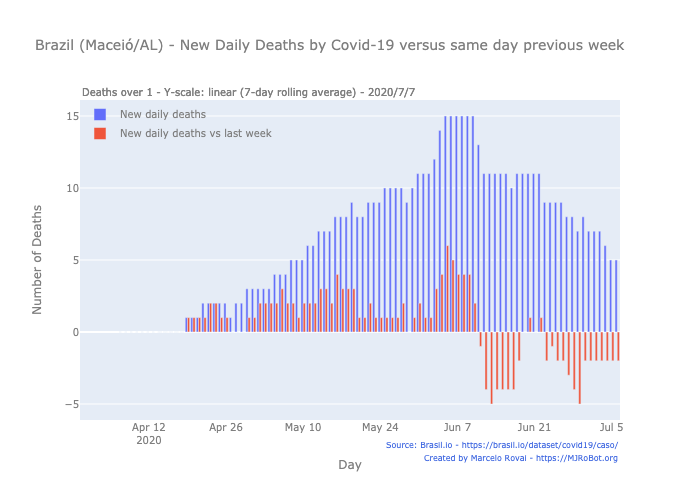 Brazil (Maceió/AL) - New Daily Deaths by Covid-19 versus same day previous week
Deaths over 1 - Y-scale: linear (7-day rolling average) - 2020/7/7
New daily deaths
New daily deaths vs last week
Number of Deaths
15
10
5
0
−5
Apr 12 Apr 26 May 10 May 24 Jun 7 Jun 21 Jul 5
2020
Day
Source: Brasil.io - https://brasil.io/dataset/covid19/caso/
Created by Marcelo Rovai - https://MJRoBot.org